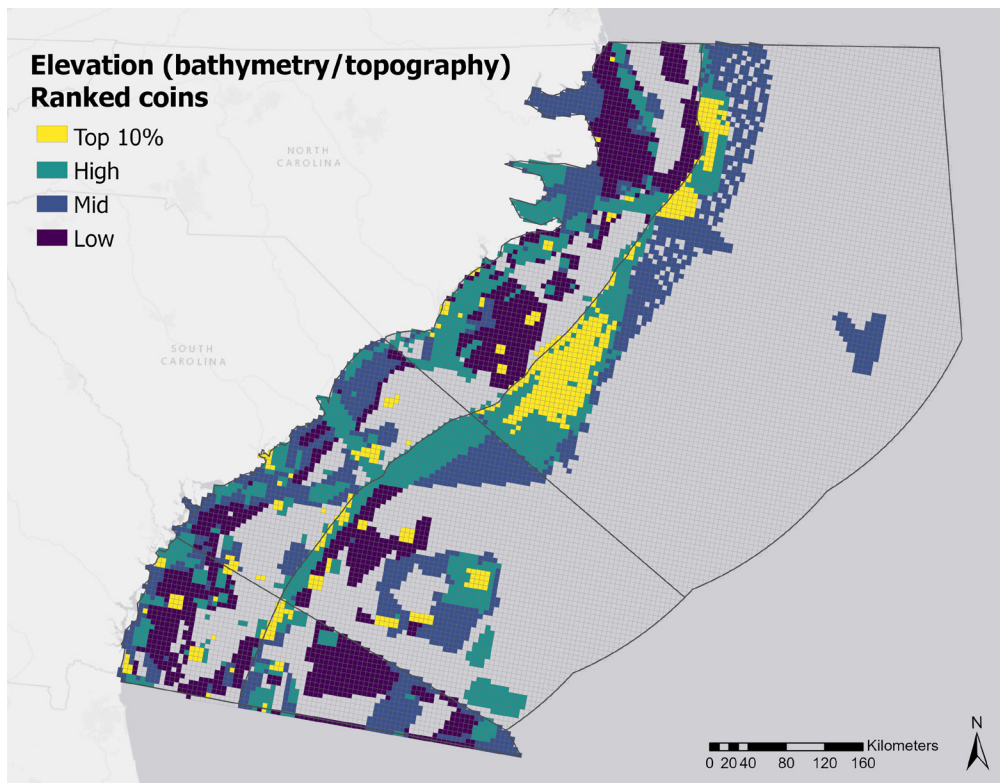 Elevation (bathymetry/topography)
Ranked coins
Top 10%
High
Mid
Low
NORTH
CAROLINA
SOUTH
CAROLINA
N
Kilometers
0 20 40 80 120 160